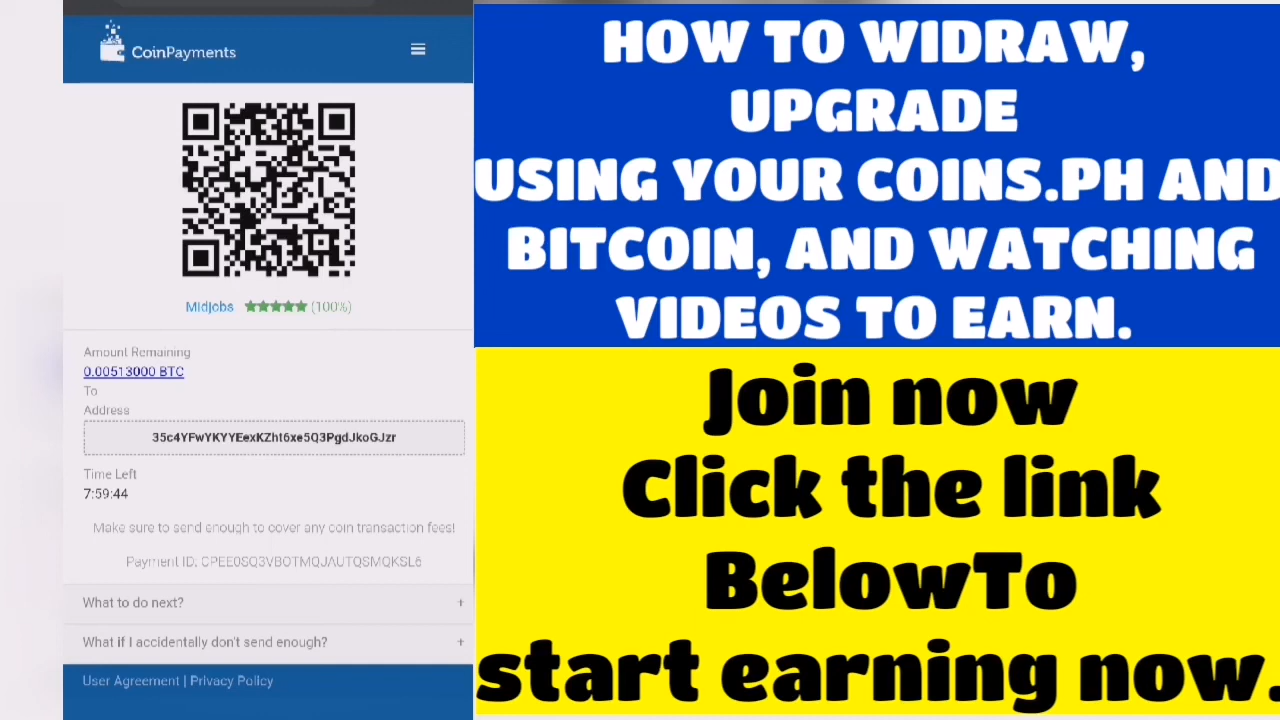 CoinPayments
Midjobs ★★★★★ (100%)
Amount Remaining
0.00513000 BTC
To
Address
35c4YFwYKYYEexKZht6xe5Q3PgdJkoGJzr
Time Left
7:59:44
Make sure to send enough to cover any coin transaction fees!
Payment ID: CPEE0SQ3VBOTMQJAUTQSMQKSL6
What to do next? +
What if I accidentally don't send enough? +
User Agreement | Privacy Policy
HOW TO WIDRAW,
UPGRADE
USING YOUR COINS.PH AND
BITCOIN, AND WATCHING
VIDEOS TO EARN.
Join now
Click the link
BelowTo
start earning now.